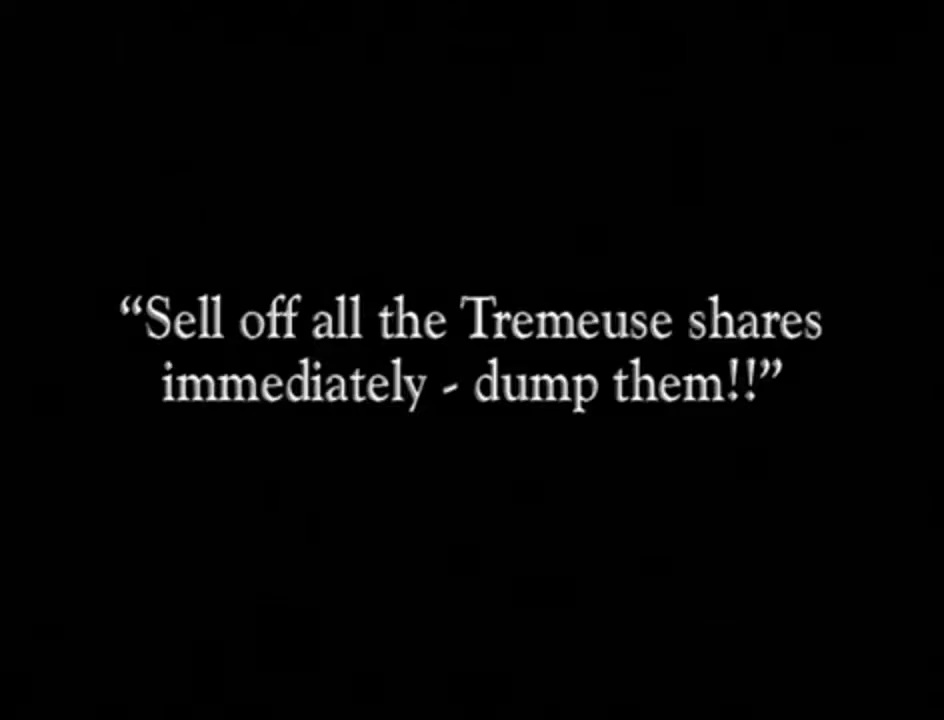 “Sell off all the Tremeuse shares
immediately - dump them!!”